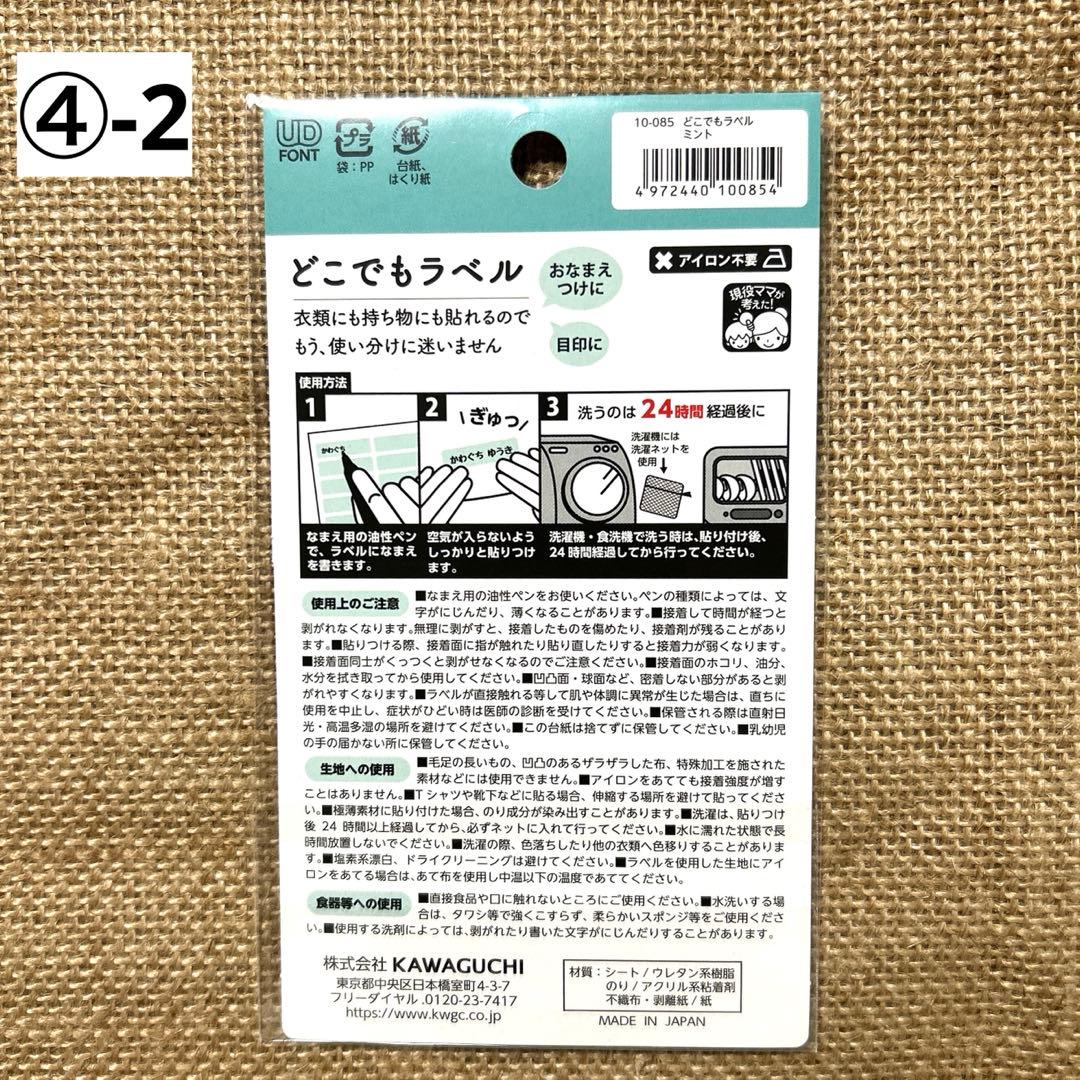 ④-2
UD
FONT
プラ
袋：PP
紙
台紙、
はくり紙
10-085 どこでもラベル
ミント
4 972440 100854
どこでもラベル
おなまえ
つけに
アイロン不要
衣類にも持ち物にも貼れるので
もう、使い分けに迷いません
目印に
現役ママが
考えた!
使用方法
1
かわぐち
なまえ用の油性ペン
で、ラベルになまえ
を書きます。
2
ぎゅっ
かわぐち ゆうき
空気が入らないよう
しっかりと貼りつけ
ます。
3 洗うのは 24時間 経過後に
洗濯機には
洗濯ネットを
使用
洗濯機・食洗機で洗う時は、貼り付け後、
24時間経過してから行ってください。
使用上のご注意 ■なまえ用の油性ペンをお使いください。ペンの種類によっては、文
字がにじんだり、薄くなることがあります。■接着して時間が経つと
剥がれなくなります。無理に剥がすと、接着したものを傷めたり、接着剤が残ることがあり
ます。■貼りつける際、接着面に指が触れたり貼り直したりすると接着力が弱くなります。
■接着面同士がくっつくと剥がせなくなるのでご注意ください。■接着面のホコリ、油分、
水分を拭き取ってから使用してください。■凹凸面・球面など、密着しない部分があると剥
がれやすくなります。■ラベルが直接触れる等して肌や体調に異常が生じた場合は、直ちに
使用を中止し、症状がひどい時は医師の診断を受けてください。■保管される際は直射日
光・高温多湿の場所を避けてください。■この台紙は捨てずに保管してください。■乳幼児
の手の届かない所に保管してください。
生地への使用 ■毛足の長いもの、凹凸のあるザラザラした布、特殊加工を施された
素材などには使用できません。■アイロンをあてても接着強度が増す
ことはありません。■Tシャツや靴下などに貼る場合、伸縮する場所を避けて貼ってくださ
い。■極薄素材に貼り付けた場合、のり成分が染み出すことがあります。■洗濯は、貼りつけ
後 24 時間以上経過してから、必ずネットに入れて行ってください。■水に濡れた状態で長
時間放置しないでください。■洗濯の際、色落ちしたり他の衣類へ色移りすることがありま
す。■塩素系漂白、ドライクリーニングは避けてください。■ラベルを使用した生地にアイ
ロンをあてる場合は、あて布を使用し中温以下の温度であててください。
食器等への使用 ■直接食品や口に触れないところにご使用ください。■水洗いする場
合は、タワシ等で強くこすらず、柔らかいスポンジ等をご使用くださ
い。■使用する洗剤によっては、剥がれたり書いた文字がにじんだりすることがあります。
株式会社 KAWAGUCHI
東京都中央区日本橋室町4-3-7
フリーダイヤル.0120-23-7417
https://www.kwgc.co.jp
材質：シート/ウレタン系樹脂
のり/アクリル系粘着剤
不織布・剥離紙/紙
MADE IN JAPAN